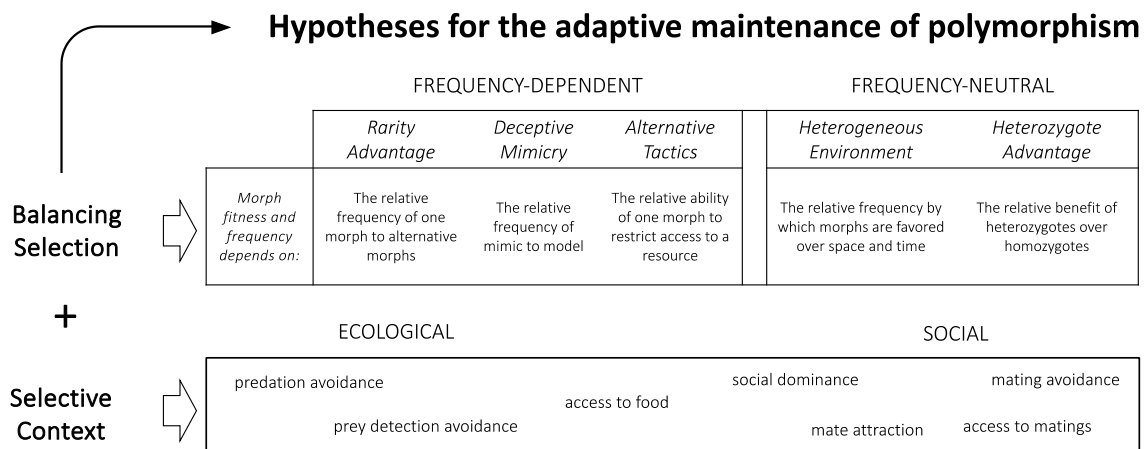 Hypotheses for the adaptive maintenance of polymorphism
FREQUENCY-DEPENDENT
FREQUENCY-NEUTRAL
Rarity
Advantage
Deceptive
Mimicry
Alternative
Tactics
Heterogeneous
Environment
Heterozygote
Advantage
Balancing
Selection
Morph
fitness and
frequency
depends on:
The relative
frequency of one
morph to alternative
morphs
The relative
frequency of
mimic to model
The relative ability
of one morph to
restrict access to a
resource
The relative frequency by
which morphs are favored
over space and time
The relative benefit of
heterozygotes over
homozygotes
+
ECOLOGICAL
SOCIAL
Selective
Context
predation avoidance
prey detection avoidance
access to food
social dominance
mating avoidance
mate attraction
access to matings